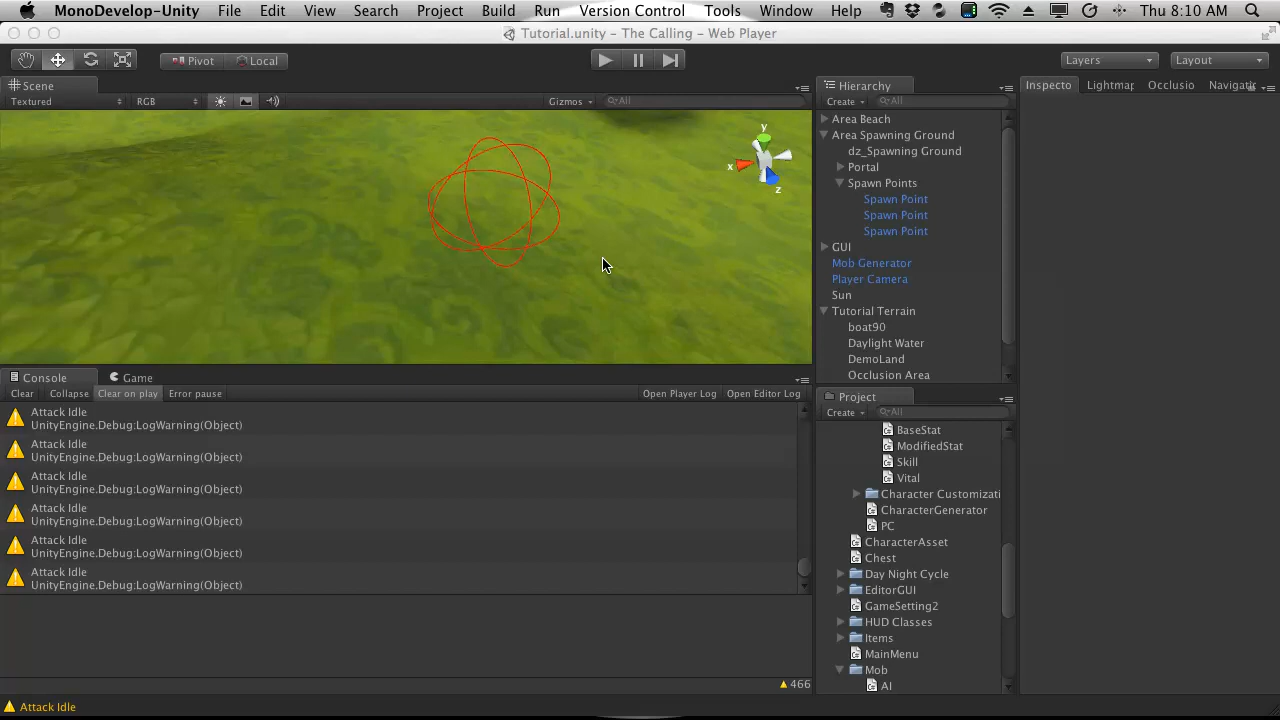 MonoDevelop-Unity File Edit View Search Project Build Run Version Control Tools Window Help Thu 8:10 AM
Tutorial.unity - The Calling - Web Player
Pivot Local Layers Layout
Scene
Textured RGB Gizmos All
y
x
z
Console Game
Clear Collapse Clear on play Error pause Open Player Log Open Editor Log
Attack Idle
UnityEngine.Debug:LogWarning(Object)
Attack Idle
UnityEngine.Debug:LogWarning(Object)
Attack Idle
UnityEngine.Debug:LogWarning(Object)
Attack Idle
UnityEngine.Debug:LogWarning(Object)
Attack Idle
UnityEngine.Debug:LogWarning(Object)
Attack Idle
UnityEngine.Debug:LogWarning(Object)
466
Attack Idle
Hierarchy
Create All
Area Beach
Area Spawning Ground
dz_Spawning Ground
Portal
Spawn Points
Spawn Point
Spawn Point
Spawn Point
GUI
Mob Generator
Player Camera
Sun
Tutorial Terrain
boat90
Daylight Water
DemoLand
Occlusion Area
Project
Create All
BaseStat
ModifiedStat
Skill
Vital
Character Customizati
CharacterGenerator
PC
CharacterAsset
Chest
Day Night Cycle
EditorGUI
GameSetting2
HUD Classes
Items
MainMenu
Mob
AI
Inspecto Lightmap Occlusio Navigati